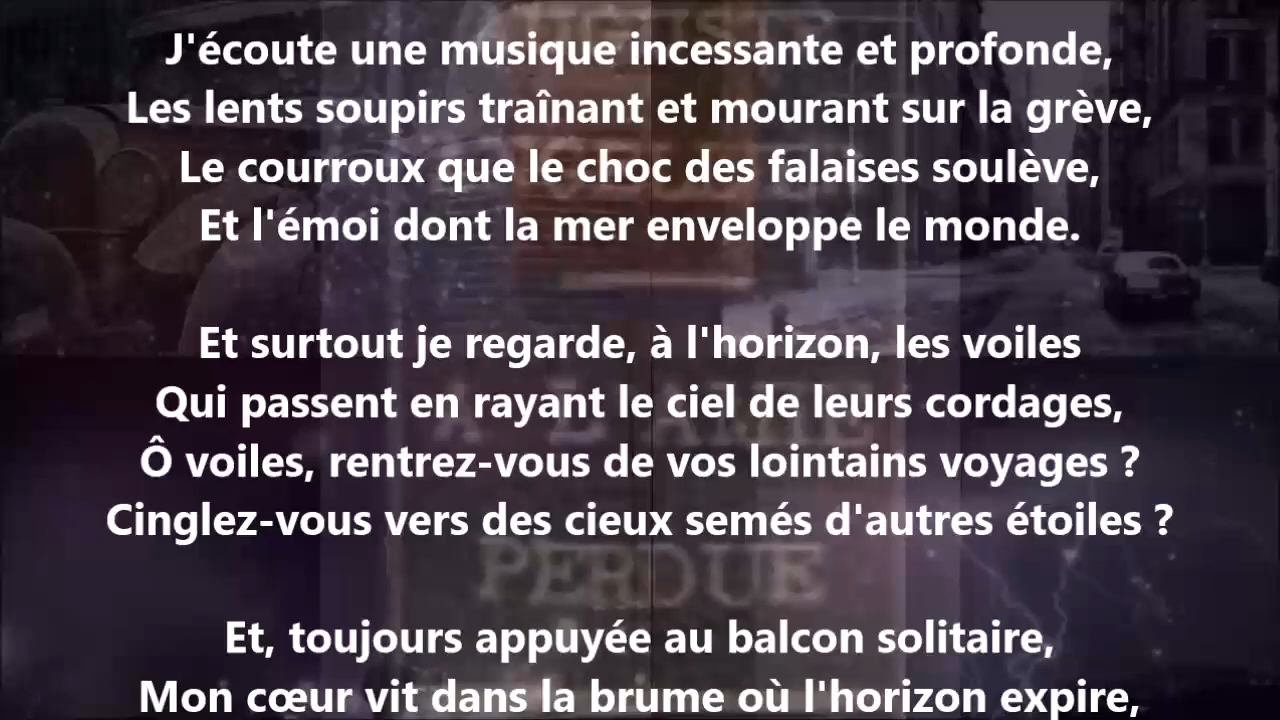 J'écoute une musique incessante et profonde,
Les lents soupirs traînant et mourant sur la grève,
Le courroux que le choc des falaises soulève,
Et l'émoi dont la mer enveloppe le monde.
Et surtout je regarde, à l'horizon, les voiles
Qui passent en rayant le ciel de leurs cordages,
Ô voiles, rentrez-vous de vos lointains voyages ?
Cinglez-vous vers des cieux semés d'autres étoiles ?
Et, toujours appuyée au balcon solitaire,
Mon cœur vit dans la brume où l'horizon expire,
A L'AMIE
PERDUE